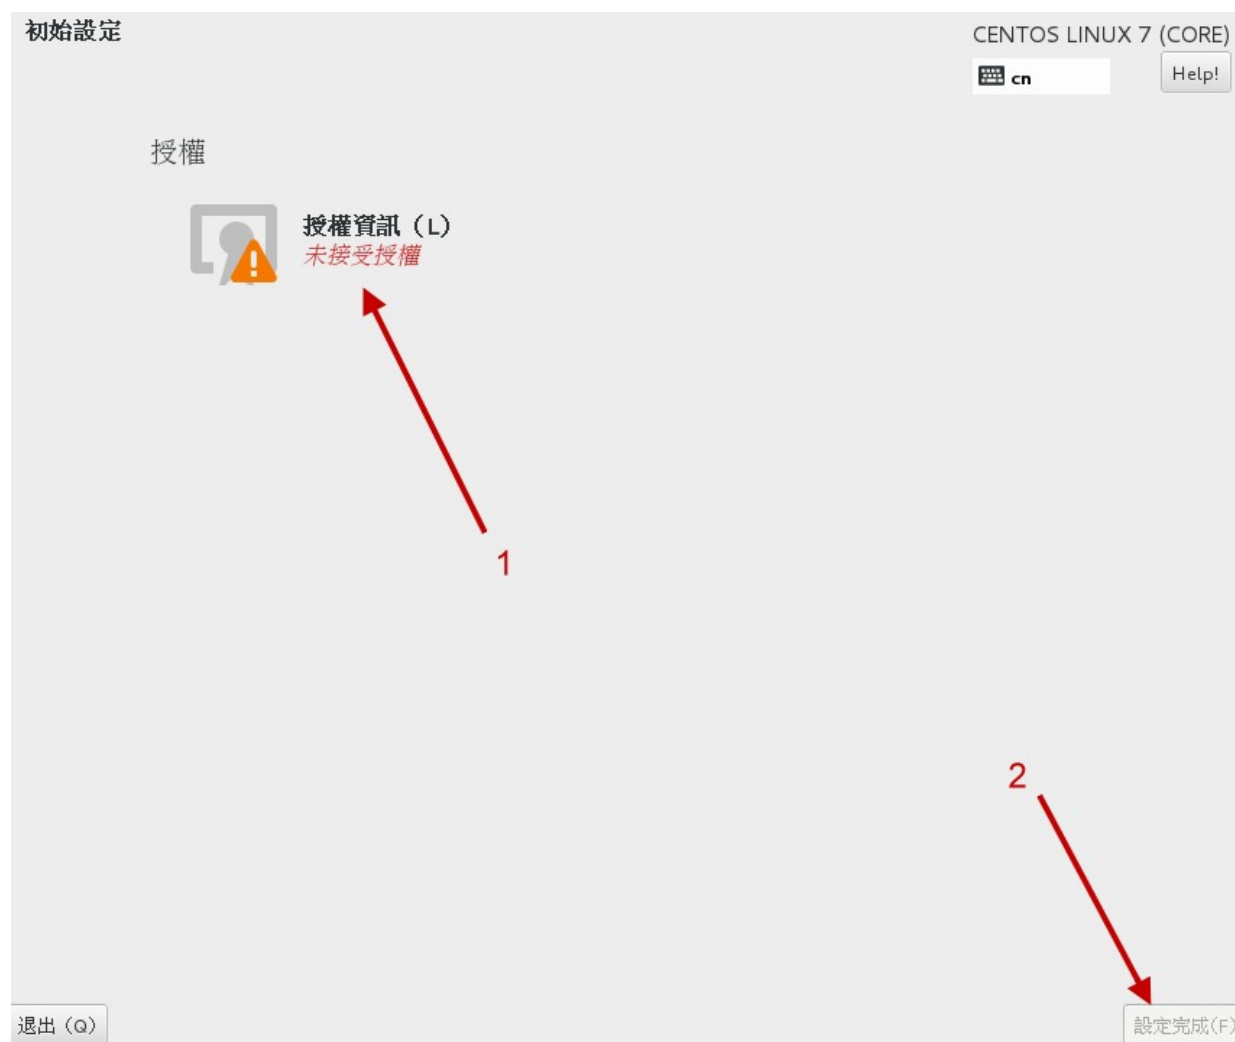 初始設定
CENTOS LINUX 7 (CORE)
cn
Help!
授權
授權資訊（L）
未接受授權
1
2
退出（Q）
設定完成(F)